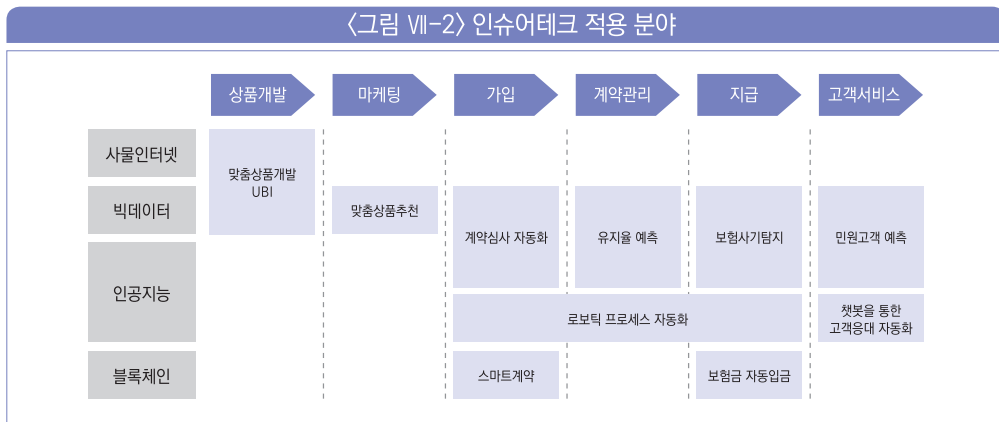 〈그림 Ⅶ-2〉 인슈어테크 적용 분야
상품개발
마케팅
가입
계약관리
지급
고객서비스
사물인터넷
맞춤상품개발
UBI
빅데이터
맞춤상품추천
계약심사 자동화
유지율 예측
보험사기탐지
민원고객 예측
인공지능
로보틱 프로세스 자동화
챗봇을 통한
고객응대 자동화
블록체인
스마트계약
보험금 자동입금